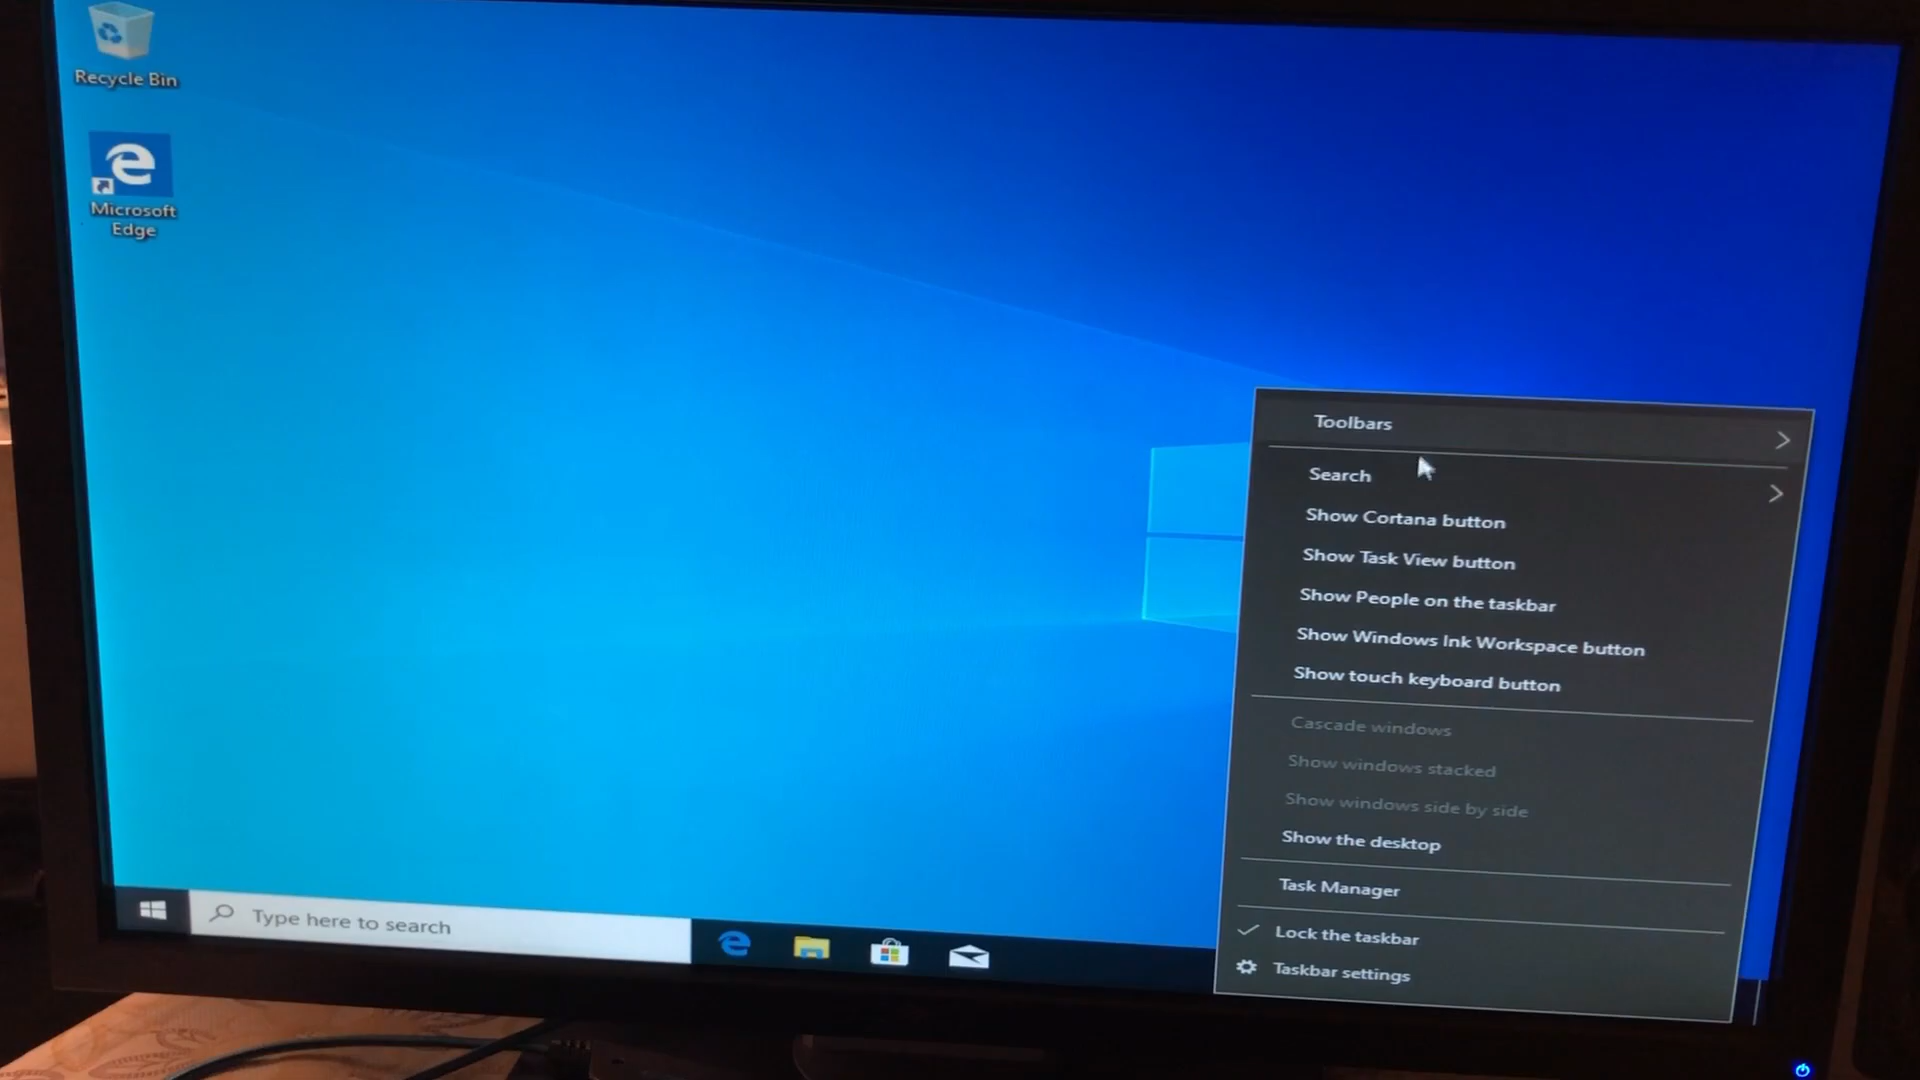 Recycle Bin
Microsoft
Edge
Toolbars
Search
Show Cortana button
Show Task View button
Show People on the taskbar
Show Windows Ink Workspace button
Show touch keyboard button
Cascade windows
Show windows stacked
Show windows side by side
Show the desktop
Task Manager
Lock the taskbar
Taskbar settings
Type here to search